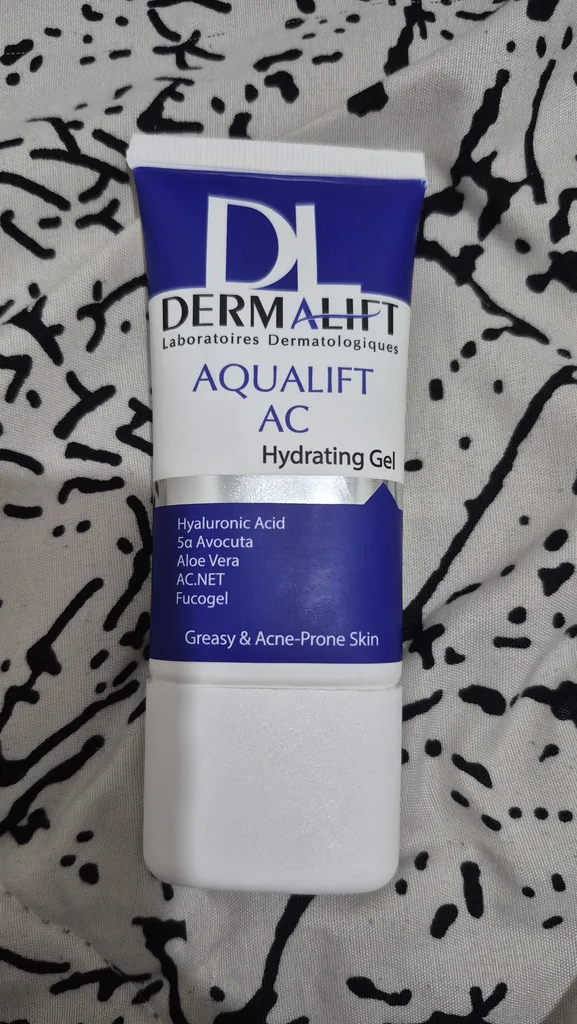 DL
DERMALIFT
Laboratoires Dermatologiques
AQUALIFT
AC
Hydrating Gel
Hyaluronic Acid
5α Avocuta
Aloe Vera
AC.NET
Fucogel
Greasy & Acne-Prone Skin